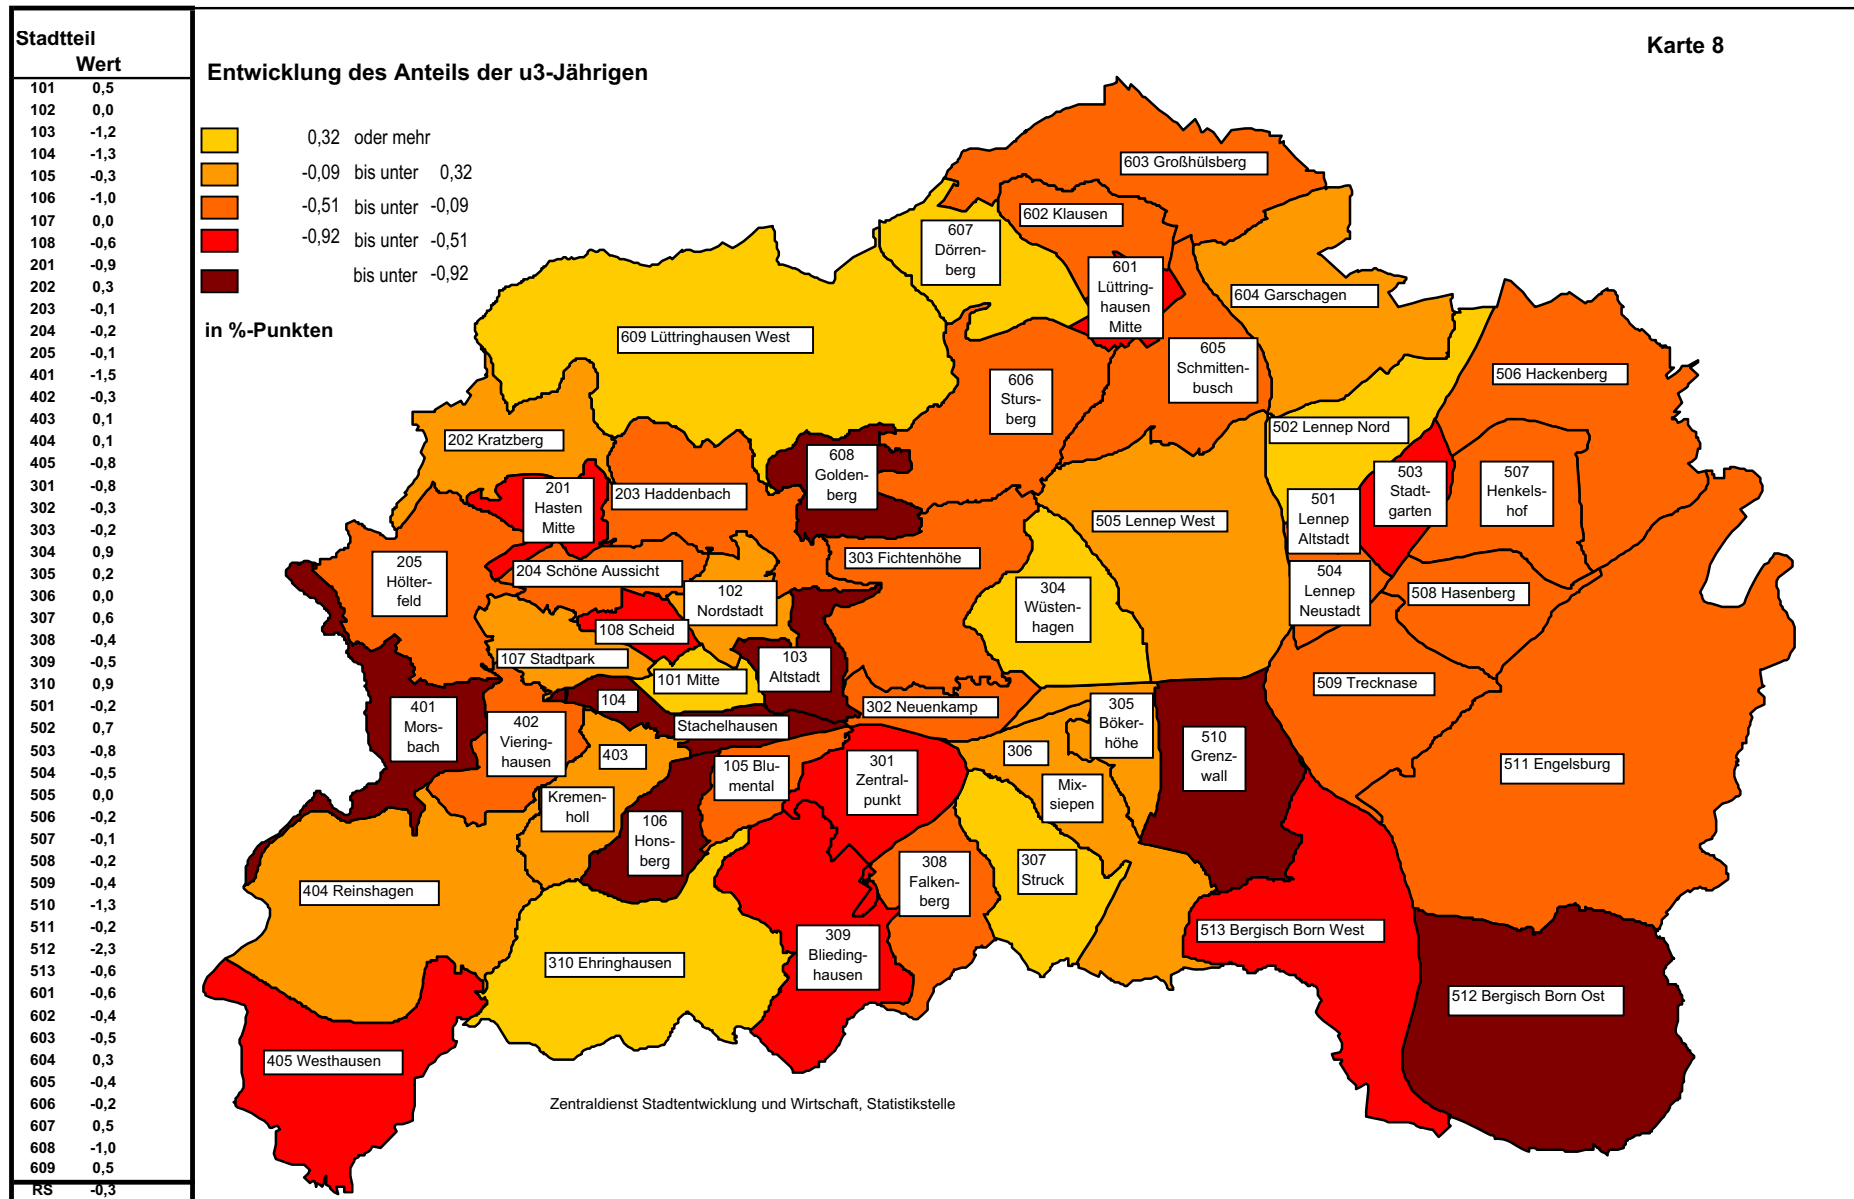 Stadtteil
Wert
101 0,5
102 0,0
103 -1,2
104 -1,3
105 -0,3
106 -1,0
107 0,0
108 -0,6
201 -0,9
202 0,3
203 -0,1
204 -0,2
205 -0,1
401 -1,5
402 -0,3
403 0,1
404 0,1
405 -0,8
301 -0,8
302 -0,3
303 -0,2
304 0,9
305 0,2
306 0,0
307 0,6
308 -0,4
309 -0,5
310 0,9
501 -0,2
502 0,7
503 -0,8
504 -0,5
505 0,0
506 -0,2
507 -0,1
508 -0,2
509 -0,4
510 -1,3
511 -0,2
512 -2,3
513 -0,6
601 -0,6
602 -0,4
603 -0,5
604 0,3
605 -0,4
606 -0,2
607 0,5
608 -1,0
609 0,5
RS -0,3
Karte 8
Entwicklung des Anteils der u3-Jährigen
0,32 oder mehr
-0,09 bis unter 0,32
-0,51 bis unter -0,09
-0,92 bis unter -0,51
bis unter -0,92
in %-Punkten
603 Großhülsberg
602 Klausen
607
Dörren-
berg
601
Lüttring-
hausen
Mitte
604 Garschagen
609 Lüttringhausen West
605
Schmitten-
busch
606
Sturs-
berg
506 Hackenberg
502 Lennep Nord
202 Kratzberg
608
Golden-
berg
503
Stadt-
garten
507
Henkels-
hof
201
Hasten
Mitte
203 Haddenbach
501
Lennep
Altstadt
505 Lennep West
205
Hölter-
feld
303 Fichtenhöhe
204 Schöne Aussicht
102
Nordstadt
304
Wüsten-
hagen
504
Lennep
Neustadt
508 Hasenberg
108 Scheid
107 Stadtpark
103
Altstadt
101 Mitte
509 Trecknase
104
Stachelhausen
302 Neuenkamp
401
Mors-
bach
402
Viering-
hausen
305
Böker-
höhe
510
Grenz-
wall
403
Kremen-
holl
306
Mix-
siepen
105 Blu-
mental
301
Zentral-
punkt
511 Engelsburg
106
Hons-
berg
307
Struck
308
Falken-
berg
404 Reinshagen
309
Blieding-
hausen
513 Bergisch Born West
310 Ehringhausen
512 Bergisch Born Ost
405 Westhausen
Zentraldienst Stadtentwicklung und Wirtschaft, Statistikstelle